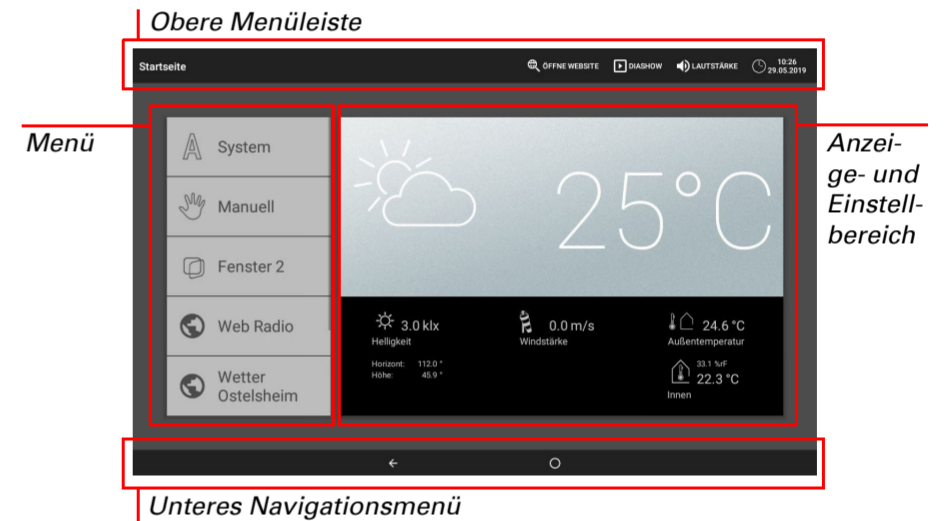 Obere Menüleiste
Startseite
ÖFFNE WEBSITE
DIASHOW
LAUTSTÄRKE
10:26
29.05.2019
Menü
System
Manuell
Fenster 2
Web Radio
Wetter
Ostelsheim
25°C
3.0 klx
Helligkeit
Horizont: 112.0 °
Höhe: 45.9 °
0.0 m/s
Windstärke
24.6 °C
Außentemperatur
33.1 %rF
22.3 °C
Innen
Anzei-
ge- und
Einstell-
bereich
Unteres Navigationsmenü